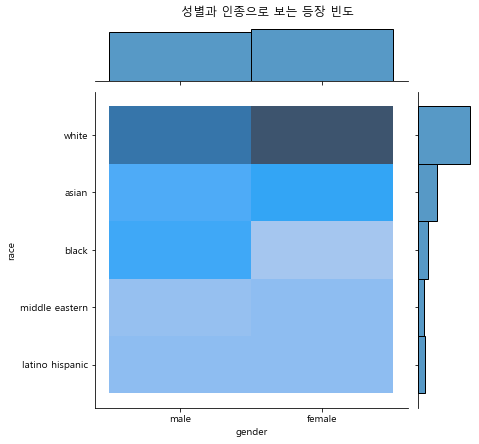 성별과 인종으로 보는 등장 빈도
white
asian
black
middle eastern
latino hispanic
race
male female
gender